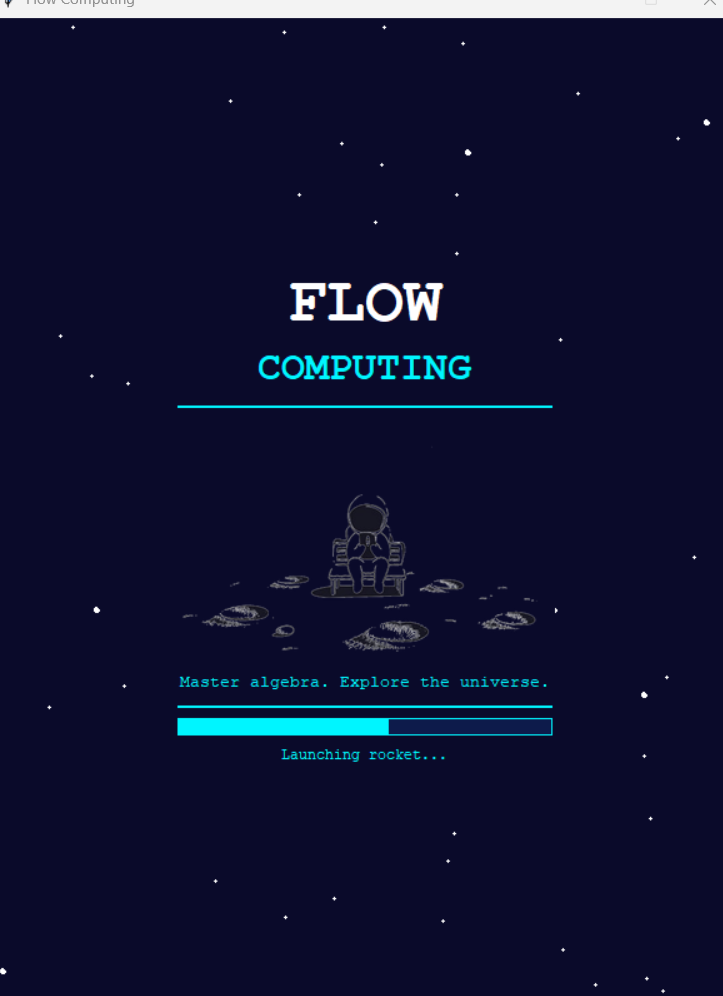 Flow Computing
FLOW
COMPUTING
Master algebra. Explore the universe.
Launching rocket...